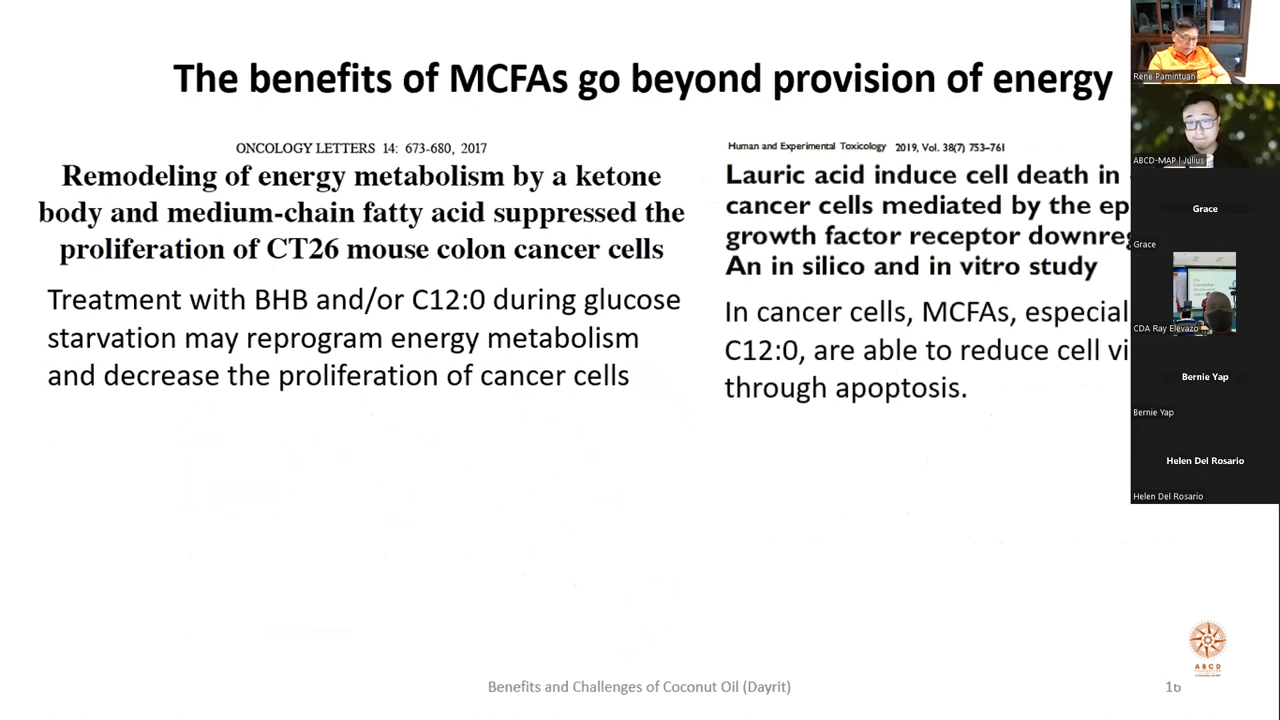 The benefits of MCFAs go beyond provision of energy
ONCOLOGY LETTERS 14: 673-680, 2017
Remodeling of energy metabolism by a ketone
body and medium-chain fatty acid suppressed the
proliferation of CT26 mouse colon cancer cells
Treatment with BHB and/or C12:0 during glucose
starvation may reprogram energy metabolism
and decrease the proliferation of cancer cells
Human and Experimental Toxicology 2019, Vol. 38(7) 753–761
Lauric acid induce cell death in
cancer cells mediated by the ep
growth factor receptor downreg
An in silico and in vitro study
In cancer cells, MCFAs, especial
C12:0, are able to reduce cell vi
through apoptosis.
Rene Pamintuan
ABCD-MAP | Julius
Grace
Grace
CDA Ray Elevazo
Bernie Yap
Bernie Yap
Helen Del Rosario
Helen Del Rosario
ABCD
Benefits and Challenges of Coconut Oil (Dayrit)
16